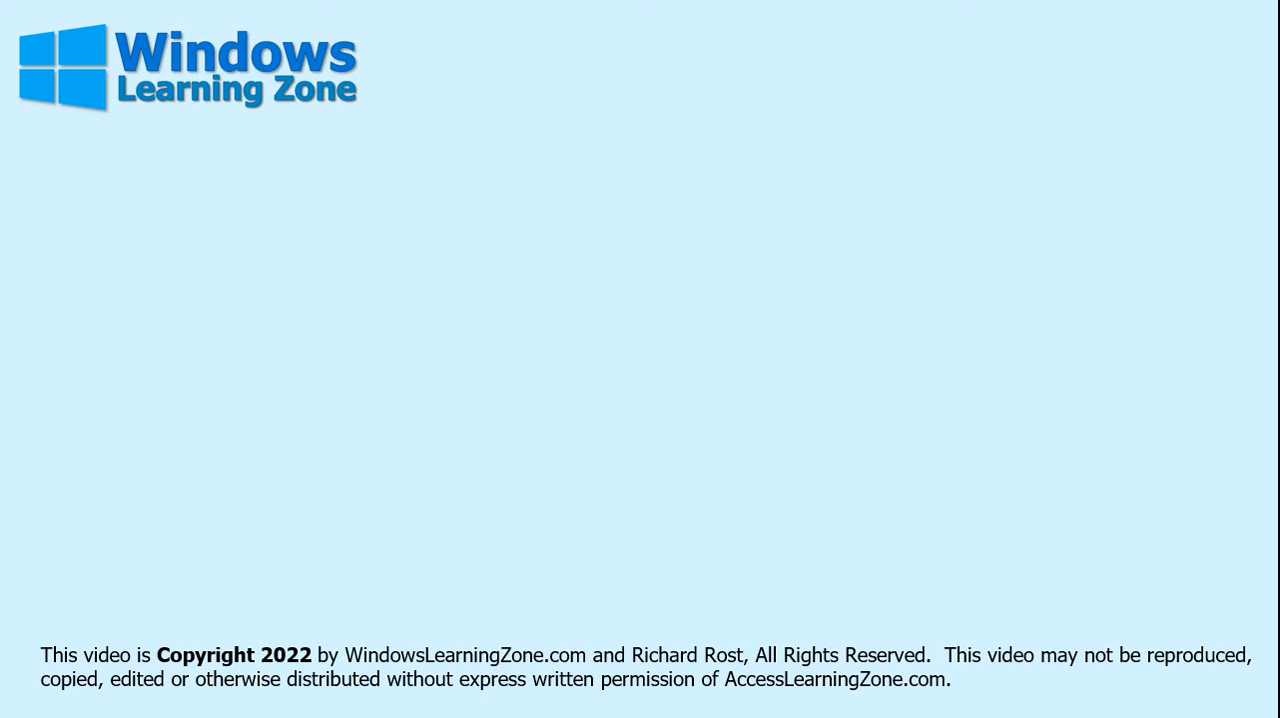 Windows
Learning Zone
This video is Copyright 2022 by WindowsLearningZone.com and Richard Rost, All Rights Reserved.  This video may not be reproduced,
copied, edited or otherwise distributed without express written permission of AccessLearningZone.com.